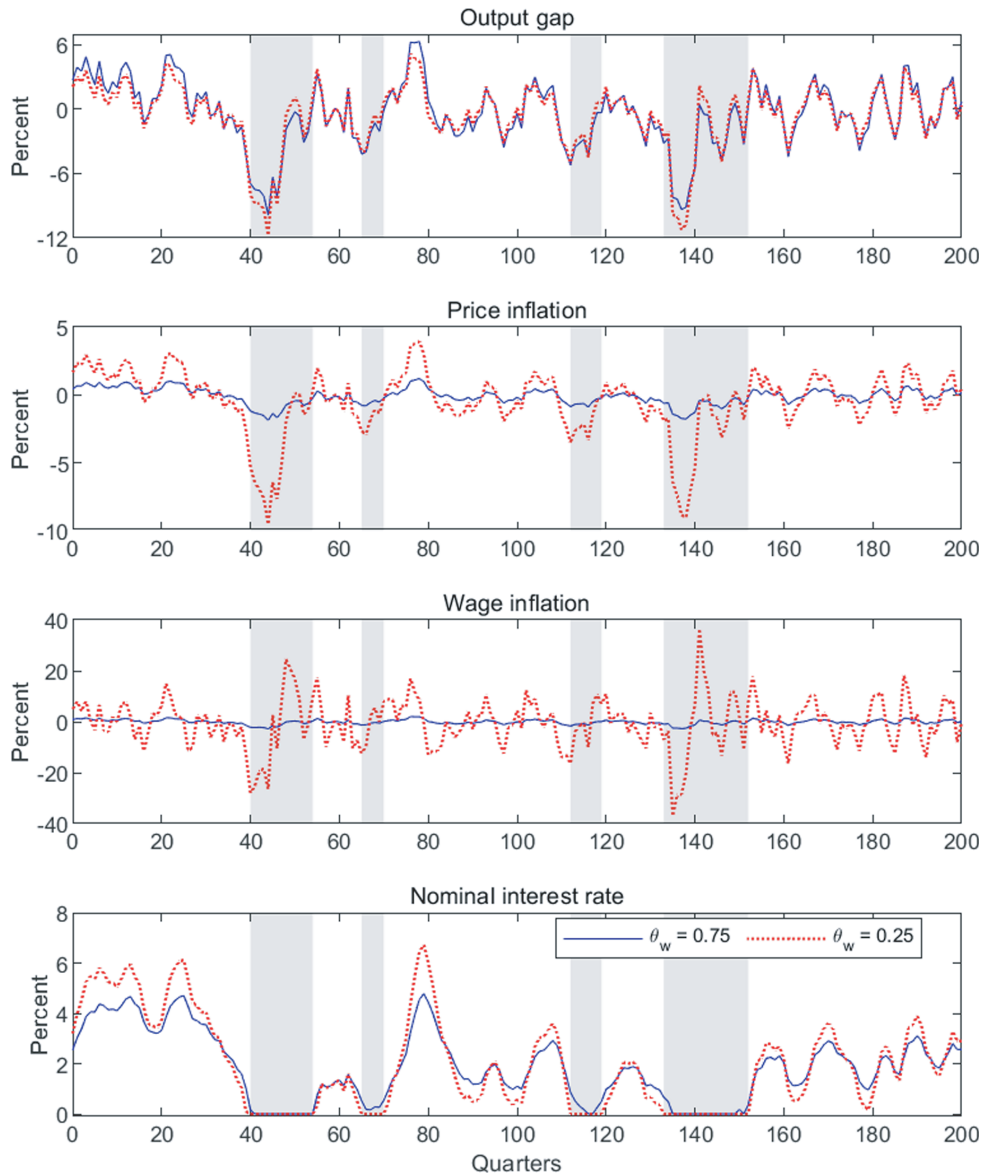 Output gap
Percent
6
0
-6
-12
0 20 40 60 80 100 120 140 160 180 200
Price inflation
Percent
5
0
-5
-10
0 20 40 60 80 100 120 140 160 180 200
Wage inflation
Percent
40
20
0
-20
-40
0 20 40 60 80 100 120 140 160 180 200
Nominal interest rate
Percent
8
6
4
2
0
θw = 0.75 θw = 0.25
0 20 40 60 80 100 120 140 160 180 200
Quarters